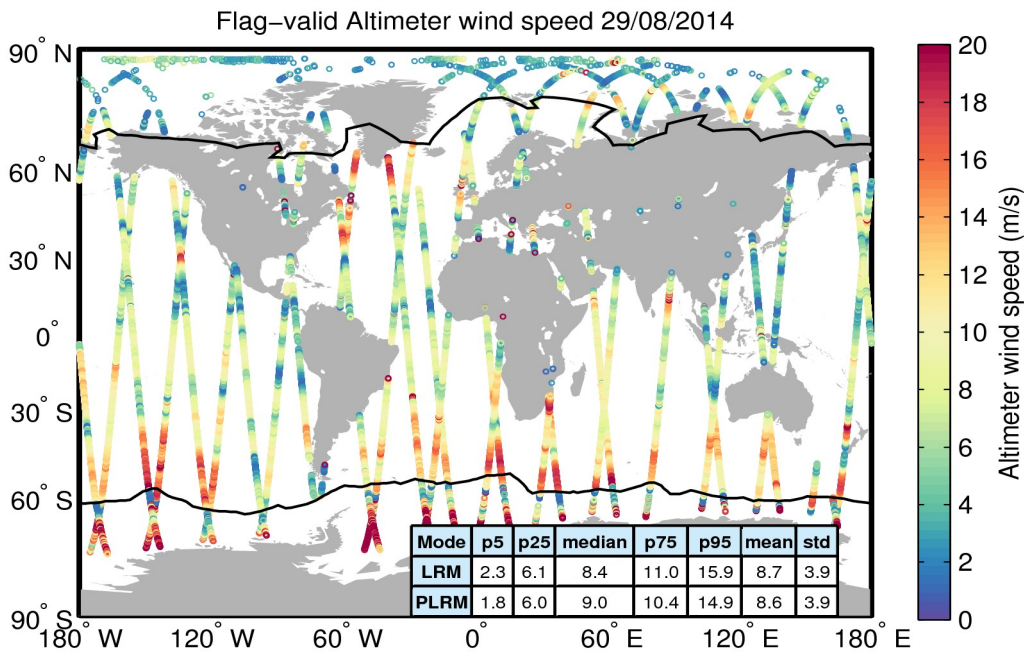 Flag−valid Altimeter wind speed 29/08/2014
90° N
60° N
30° N
0°
30° S
60° S
90° S
180° W
120° W
60° W
0°
60° E
120° E
180° E
Mode p5 p25 median p75 p95 mean std
LRM 2.3 6.1 8.4 11.0 15.9 8.7 3.9
PLRM 1.8 6.0 9.0 10.4 14.9 8.6 3.9
20
18
16
14
12
10
8
6
4
2
0
Altimeter wind speed (m/s)